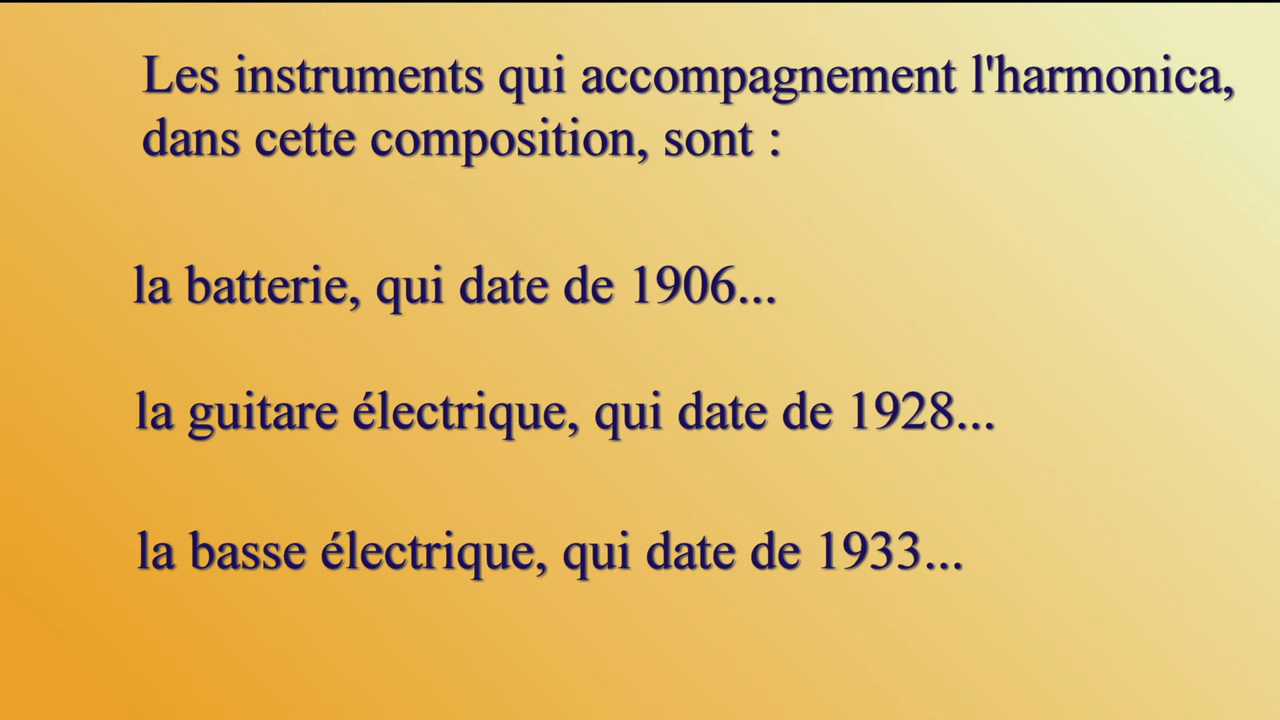 Les instruments qui accompagnement l'harmonica,
dans cette composition, sont :
la batterie, qui date de 1906...
la guitare électrique, qui date de 1928...
la basse électrique, qui date de 1933...